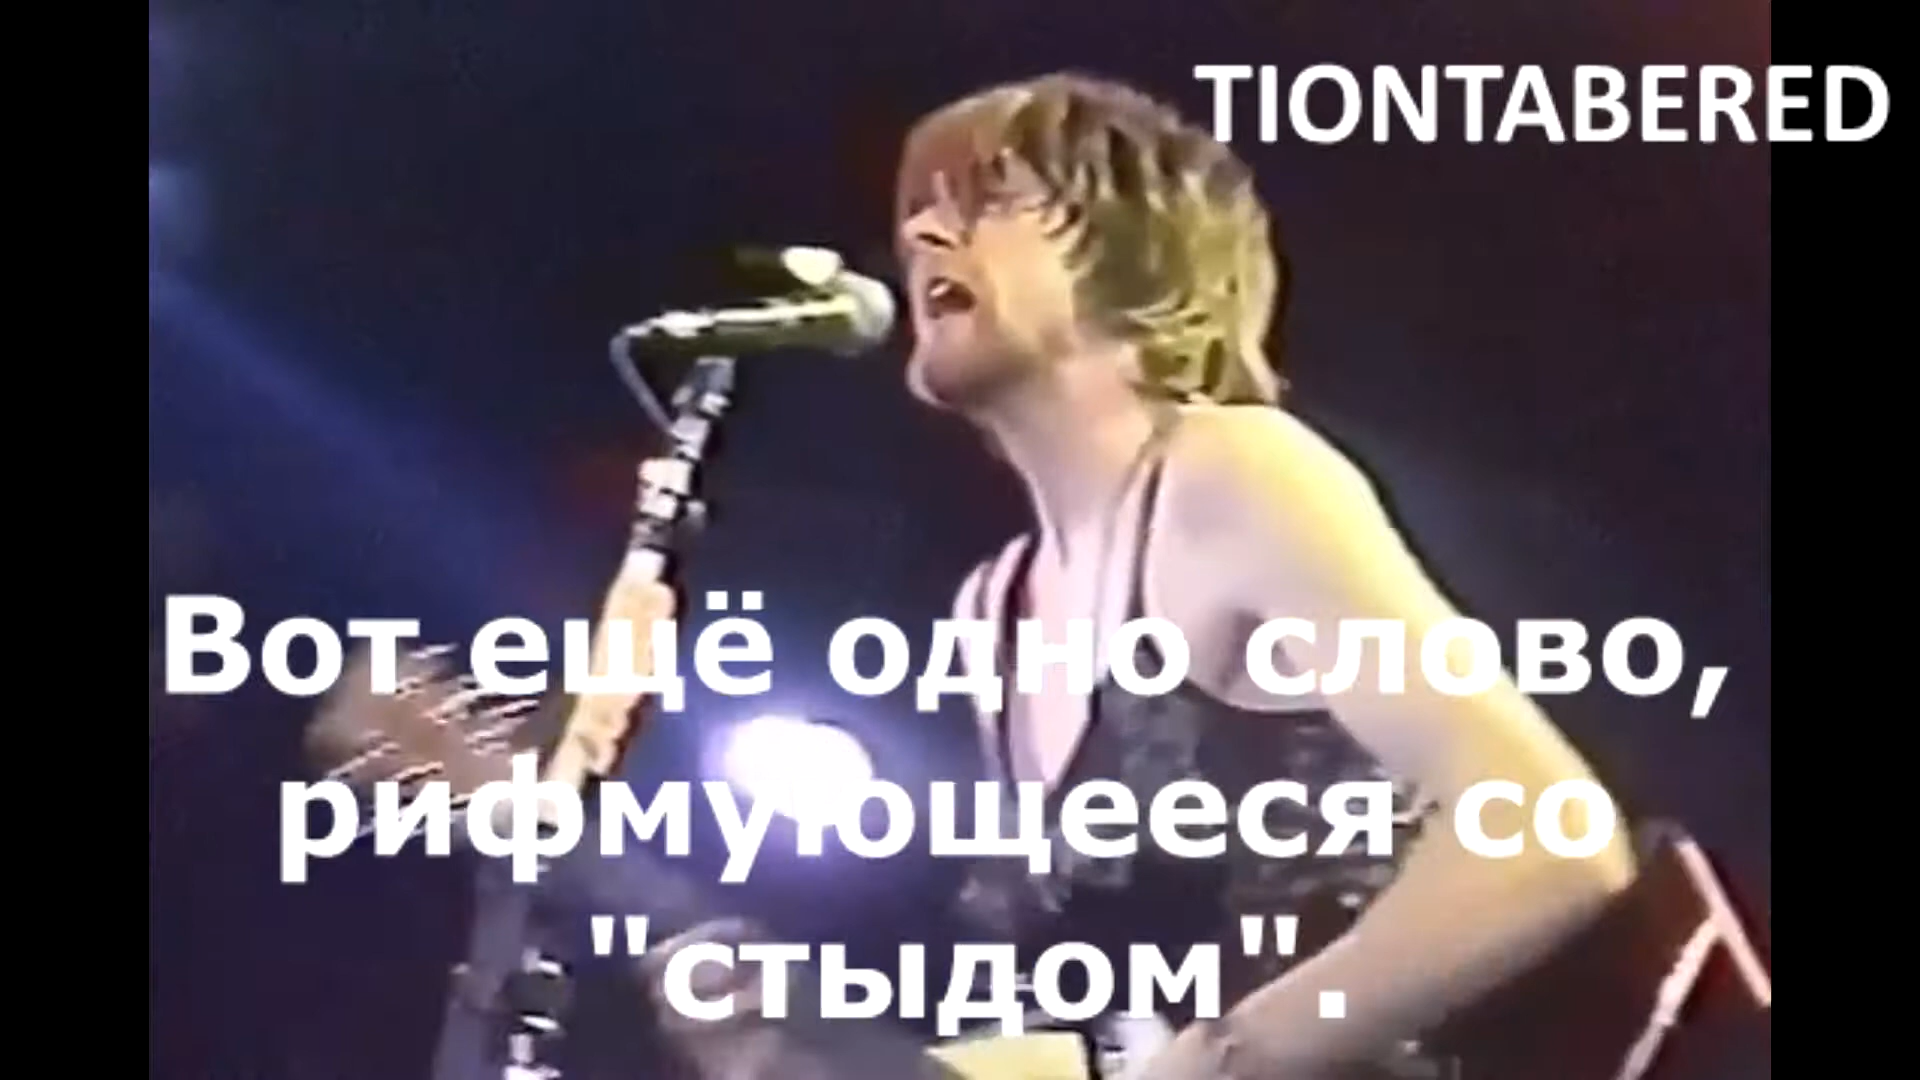 TIONTABERED
Вот ещё одно слово,
рифмующееся со
"стыдом".